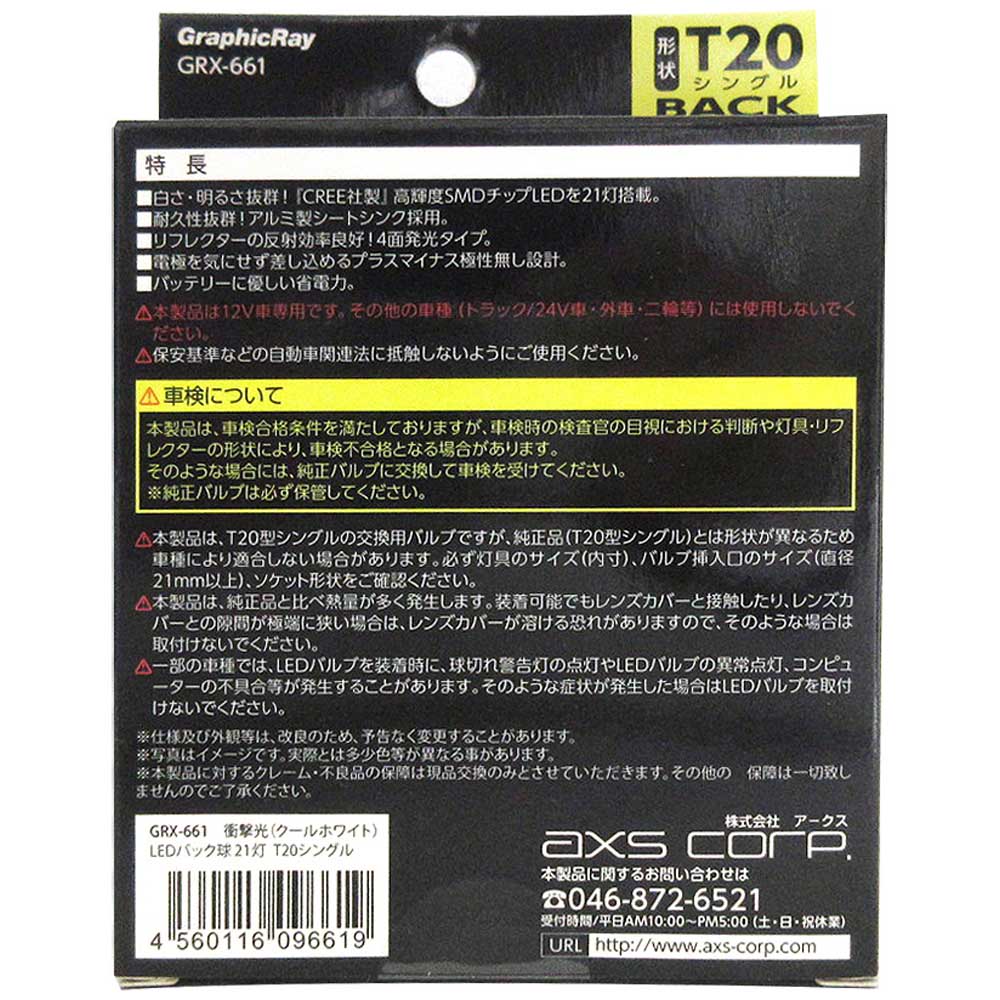 GraphicRay
GRX-661
形状
T20
シングル
BACK
特 長
■白さ・明るさ抜群！『CREE社製』高輝度SMDチップLEDを21灯搭載。
■耐久性抜群！アルミ製シートシンク採用。
■リフレクターの反射効率良好！4面発光タイプ。
■電極を気にせず差し込めるプラスマイナス極性無し設計。
■バッテリーに優しい省電力。
⚠本製品は12V車専用です。その他の車種（トラック/24V車・外車・二輪等）には使用しないでく
ださい。
⚠保安基準などの自動車関連法に抵触しないようにご使用ください。
⚠車検について
本製品は、車検合格条件を満たしておりますが、車検時の検査官の目視における判断や灯具・リフ
レクターの形状により、車検不合格となる場合があります。
そのような場合には、純正バルブに交換して車検を受けてください。
※純正バルブは必ず保管してください。
⚠本製品は、T20型シングルの交換用バルブですが、純正品（T20型シングル）とは形状が異なるため
車種により適合しない場合があります。必ず灯具のサイズ（内寸）、バルブ挿入口のサイズ（直径
21mm以上）、ソケット形状をご確認ください。
⚠本製品は、純正品と比べ熱量が多く発生します。装着可能でもレンズカバーと接触したり、レンズカ
バーとの隙間が極端に狭い場合は、レンズカバーが溶ける恐れがありますので、そのような場合は
取付けないでください。
⚠一部の車種では、LEDバルブを装着時に、球切れ警告灯の点灯やLEDバルブの異常点灯、コンピュ
ーターの不具合等が発生することがあります。そのような症状が発生した場合はLEDバルブを取付
けないでください。
※仕様及び外観等は、改良のため、予告なく変更することがあります。
※写真はイメージです。実際とは多少色等が異なる事があります。
※本製品に対するクレーム・不良品の保障は現品交換のみとさせていただきます。その他の 保障は一切致し
ませんのでご了承ください。
GRX-661 衝撃光（クールホワイト）
LEDバック球 21灯 T20シングル
4 560116 096619
株式会社 アークス
axs corp.
本製品に関するお問い合わせは
☎046-872-6521
受付時間/平日AM10:00〜PM5:00（土・日・祝休業）
URL http://www.axs-corp.com